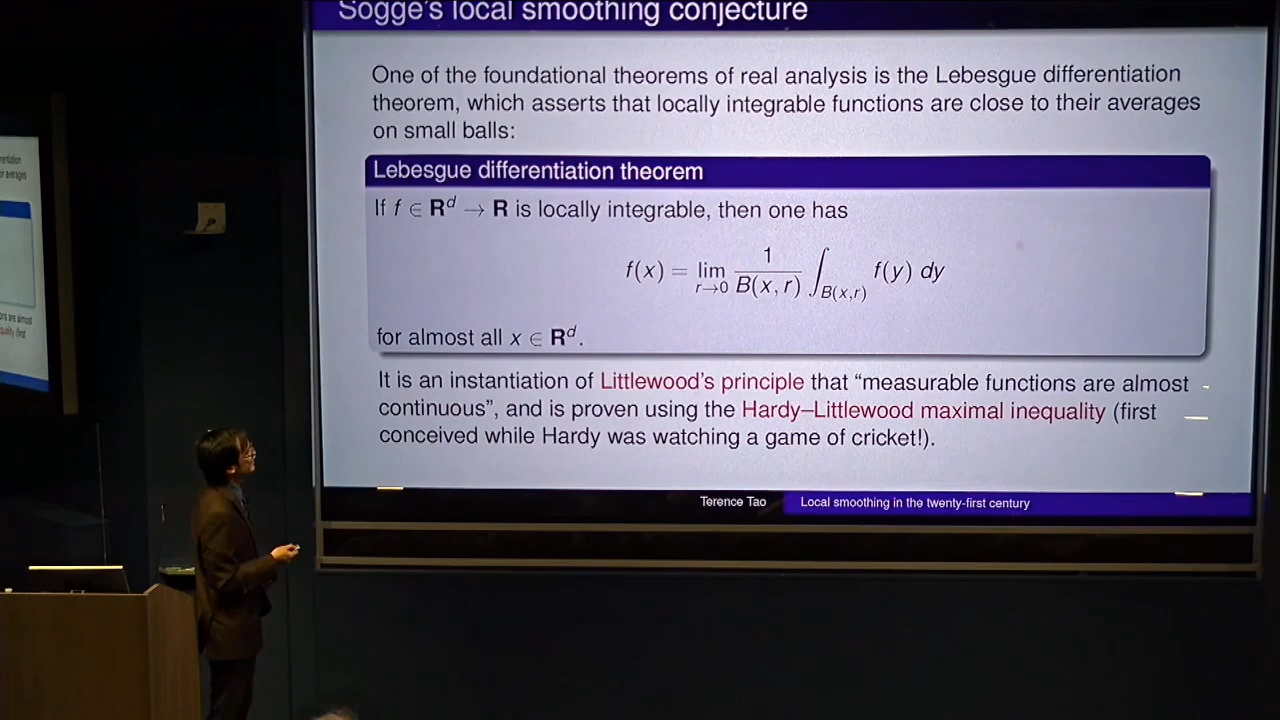 Sogge's local smoothing conjecture
One of the foundational theorems of real analysis is the Lebesgue differentiation
theorem, which asserts that locally integrable functions are close to their averages
on small balls:
Lebesgue differentiation theorem
If f ∈ R^d → R is locally integrable, then one has
f(x) = lim_{r→0} 1/B(x, r) ∫_{B(x,r)} f(y) dy
for almost all x ∈ R^d.
It is an instantiation of Littlewood's principle that “measurable functions are almost
continuous”, and is proven using the Hardy–Littlewood maximal inequality (first
conceived while Hardy was watching a game of cricket!).
Terence Tao Local smoothing in the twenty-first century